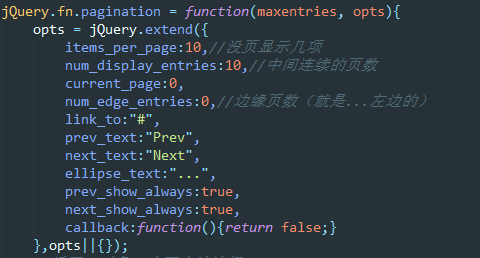 jQuery.fn.pagination = function(maxentries, opts){
opts = jQuery.extend({
items_per_page:10,//没页显示几项
num_display_entries:10,//中间连续的页数
current_page:0,
num_edge_entries:0,//边缘页数（就是...左边的）
link_to:"#",
prev_text:"Prev",
next_text:"Next",
ellipse_text:"...",
prev_show_always:true,
next_show_always:true,
callback:function(){return false;}
},opts||{});